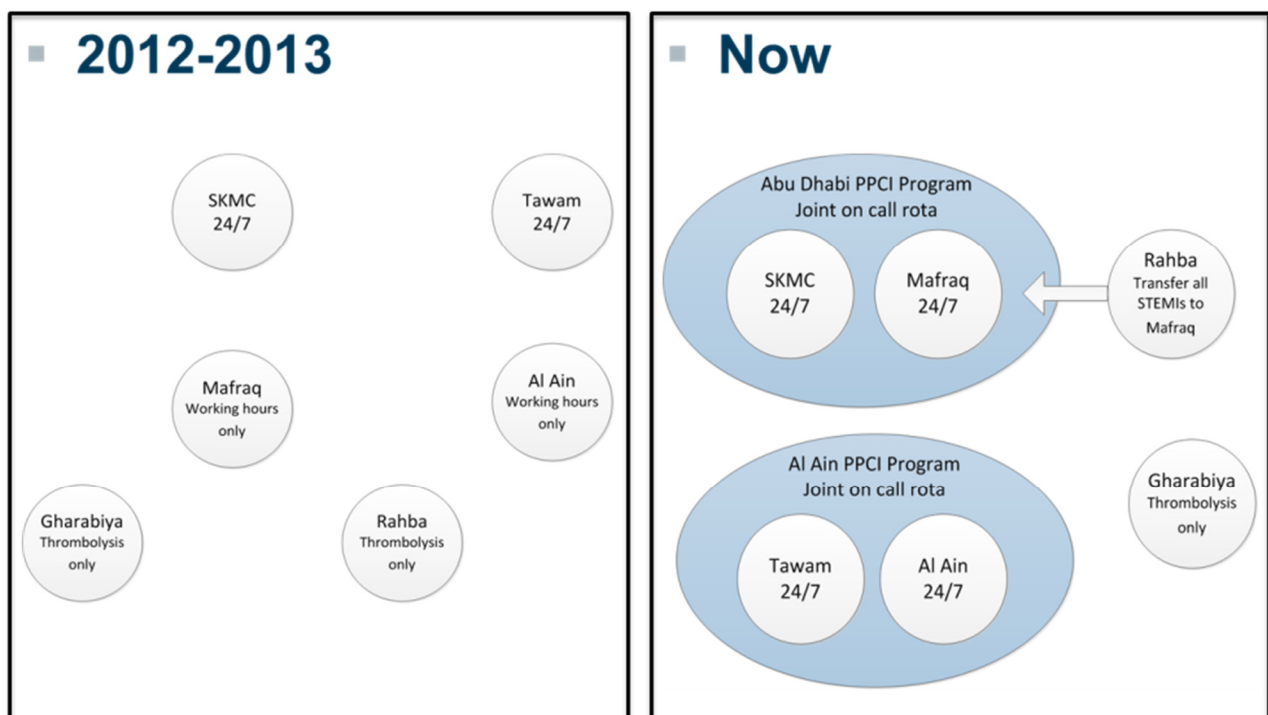 2012-2013
SKMC
24/7
Tawam
24/7
Mafraq
Working hours
only
Al Ain
Working hours
only
Gharabiya
Thrombolysis
only
Rahba
Thrombolysis
only
Now
Abu Dhabi PPCI Program
Joint on call rota
SKMC
24/7
Mafraq
24/7
Rahba
Transfer all
STEMIs to
Mafraq
Al Ain PPCI Program
Joint on call rota
Tawam
24/7
Al Ain
24/7
Gharabiya
Thrombolysis
only